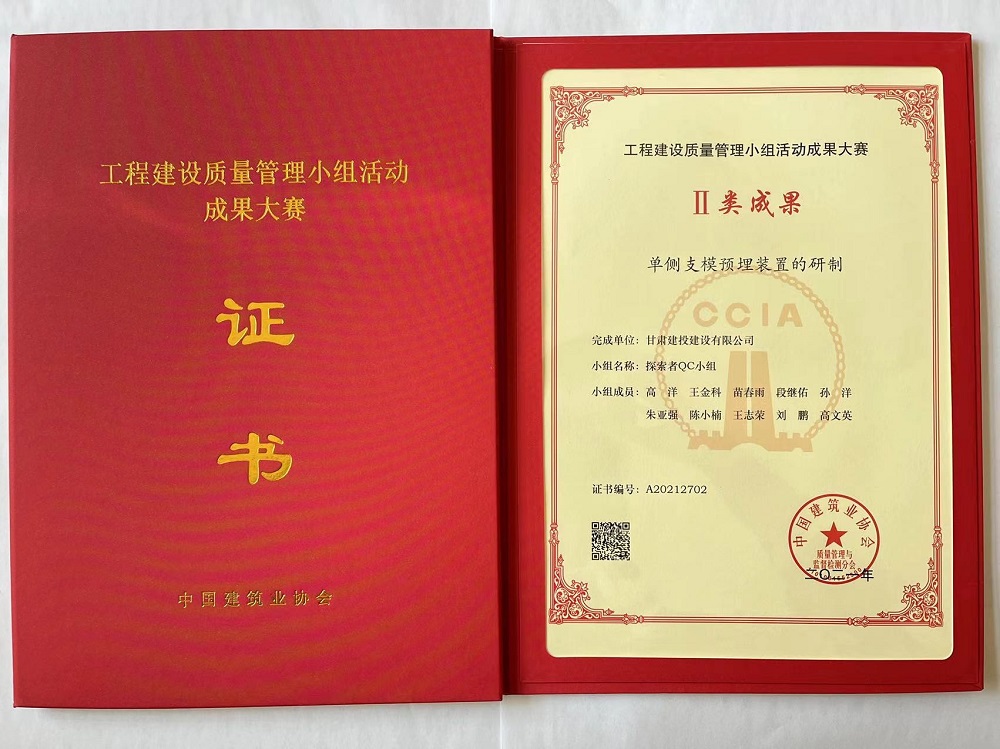 工程建设质量管理小组活动
成果大赛
证
书
中国建筑业协会
工程建设质量管理小组活动成果大赛
II类成果
单侧支模预埋装置的研制
CCIA
完成单位：甘肃建投建设有限公司
小组名称：探索者QC小组
小组成员：高 洋 王金科 苗春雨 段继佑 孙 洋
朱亚强 陈小楠 王志荣 刘 鹏 高文英
证书编号：A20212702
中国建筑业协会
质量管理与
监督检测分会
二〇二一年